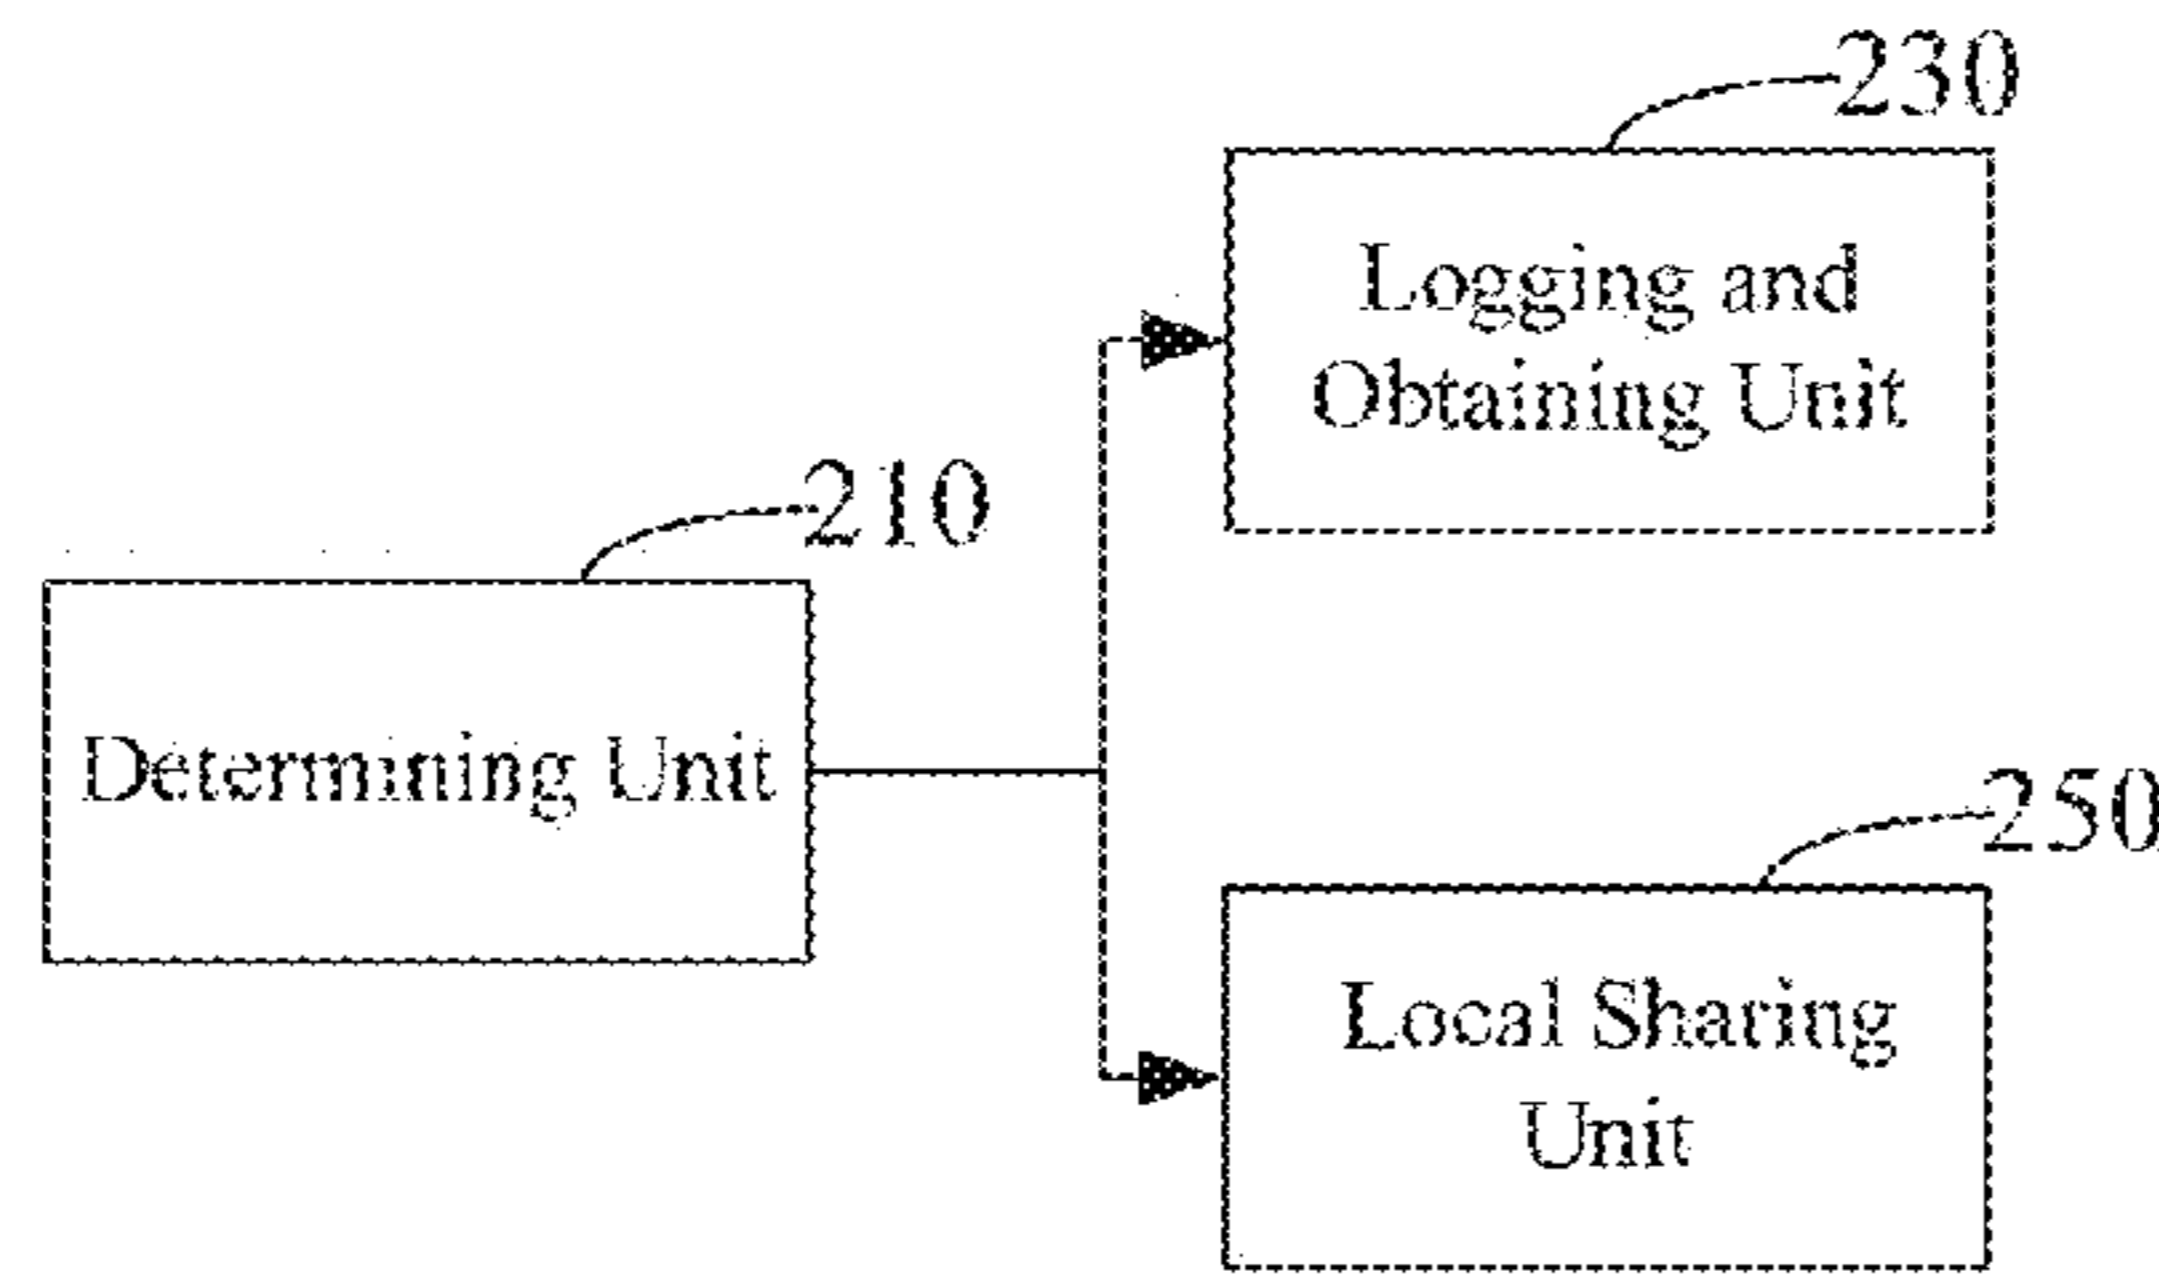 230
Logging and
Obtaining Unit
210
Determining Unit
250
Local Sharing
Unit